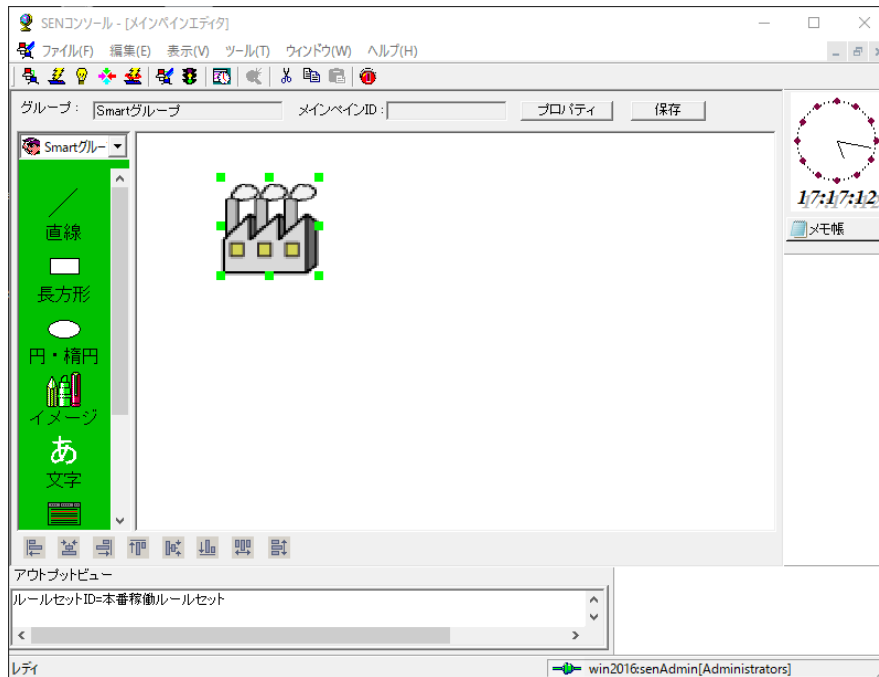 SENコンソール - [メインペインエディタ]
ファイル(F) 編集(E) 表示(V) ツール(T) ウィンドウ(W) ヘルプ(H)
グループ : Smartグループ メインペインID : プロパティ 保存
Smartグルー
直線
長方形
円・楕円
イメージ
あ
文字
17:17:12
メモ帳
アウトプットビュー
ルールセットID=本番稼働ルールセット
レディ
win2016:senAdmin[Administrators]